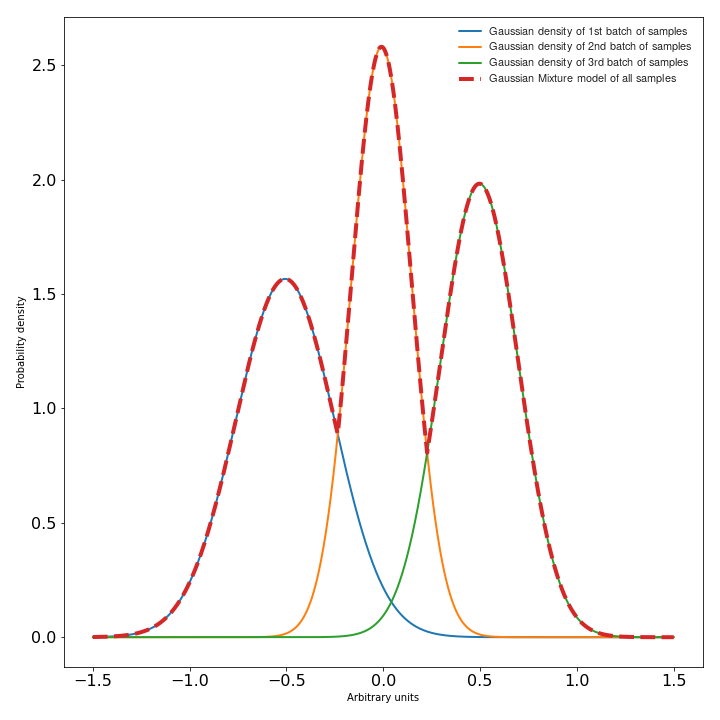 Gaussian density of 1st batch of samples
Gaussian density of 2nd batch of samples
Gaussian density of 3rd batch of samples
Gaussian Mixture model of all samples
2.5
2.0
1.5
1.0
0.5
0.0
Probability density
−1.5 −1.0 −0.5 0.0 0.5 1.0 1.5
Arbitrary units